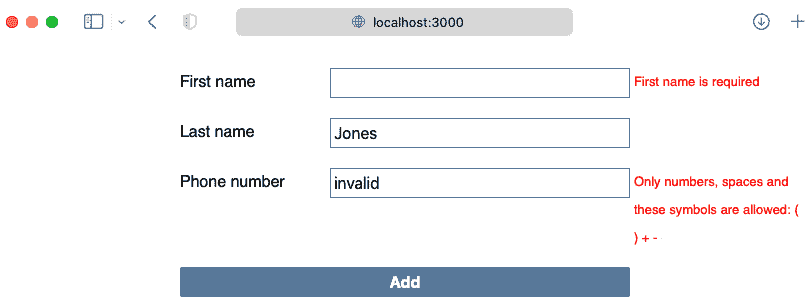 localhost:3000
First name
First name is required
Last name
Jones
Phone number
invalid
Only numbers, spaces and
these symbols are allowed: (
) + -
Add